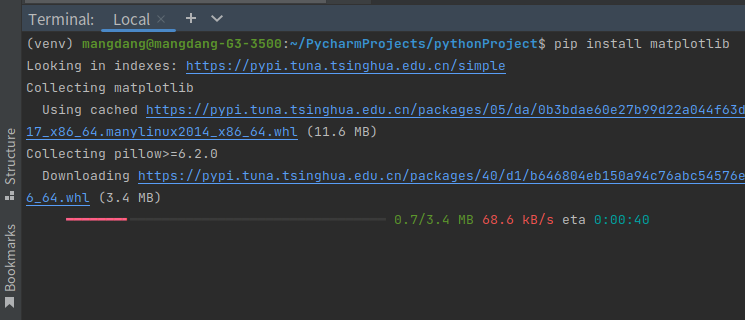 Terminal: Local × +
(venv) mangdang@mangdang-G3-3500:~/PycharmProjects/pythonProject$ pip install matplotlib
Looking in indexes: https://pypi.tuna.tsinghua.edu.cn/simple
Collecting matplotlib
Using cached https://pypi.tuna.tsinghua.edu.cn/packages/05/da/0b3bdae60e27b99d22a044f63d
17_x86_64.manylinux2014_x86_64.whl (11.6 MB)
Collecting pillow>=6.2.0
Downloading https://pypi.tuna.tsinghua.edu.cn/packages/40/d1/b646804eb150a94c76abc54576e
6_64.whl (3.4 MB)
0.7/3.4 MB 68.6 kB/s eta 0:00:40
Structure
Bookmarks